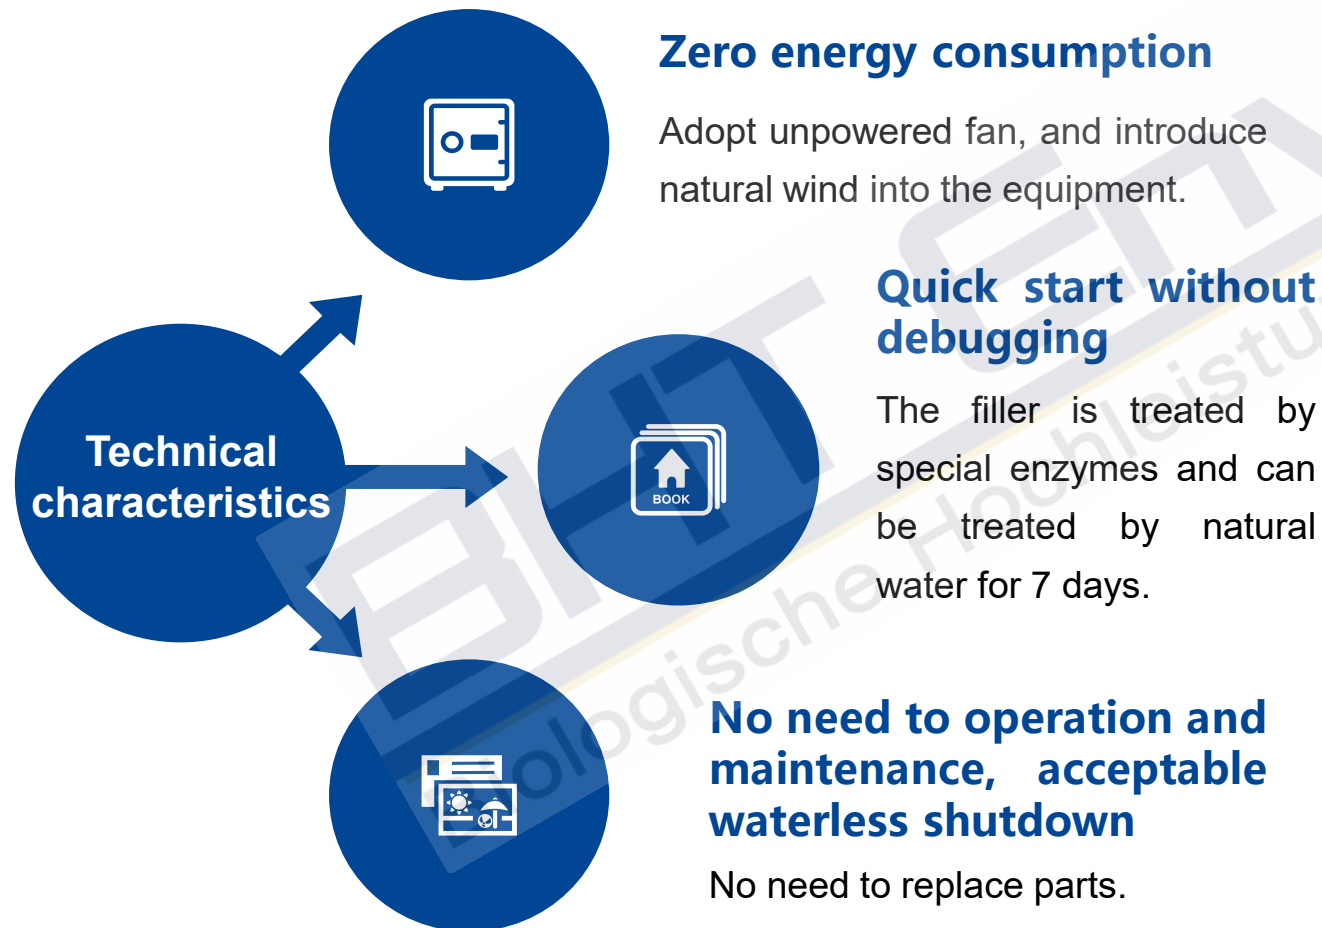 Zero energy consumption
Adopt unpowered fan, and introduce
natural wind into the equipment.
Quick start without
debugging
The filler is treated by
special enzymes and can
be treated by natural
water for 7 days.
Technical
characteristics
BOOK
No need to operation and
maintenance, acceptable
waterless shutdown
No need to replace parts.
BHT En
Biologische Hochleistu